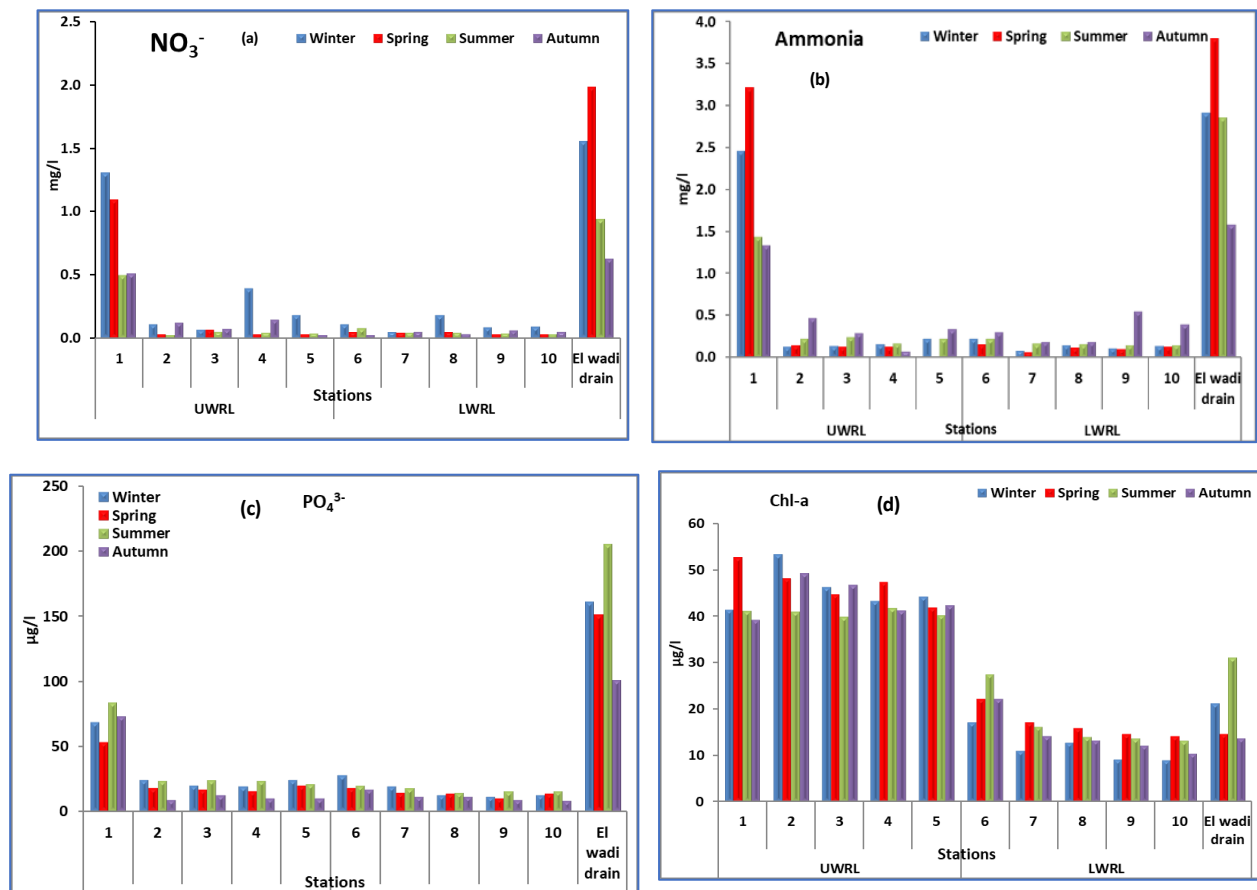 NO₃⁻ (a)
Winter Spring Summer Autumn
2.5
2.0
1.5
1.0
0.5
0.0
mg/l
1 2 3 4 5 6 7 8 9 10 El wadi drain
Stations
UWRL LWRL
Ammonia
(b)
Winter Spring Summer Autumn
4.0
3.5
3.0
2.5
2.0
1.5
1.0
0.5
0.0
mg/l
1 2 3 4 5 6 7 8 9 10 El wadi drain
UWRL Stations LWRL
(c) PO₄³⁻
Winter
Spring
Summer
Autumn
250
200
150
100
50
0
µg/l
1 2 3 4 5 6 7 8 9 10 El wadi drain
Stations
Chl-a (d)
Winter Spring Summer Autumn
60
50
40
30
20
10
0
µg/l
1 2 3 4 5 6 7 8 9 10 El wadi drain
Stations
UWRL LWRL